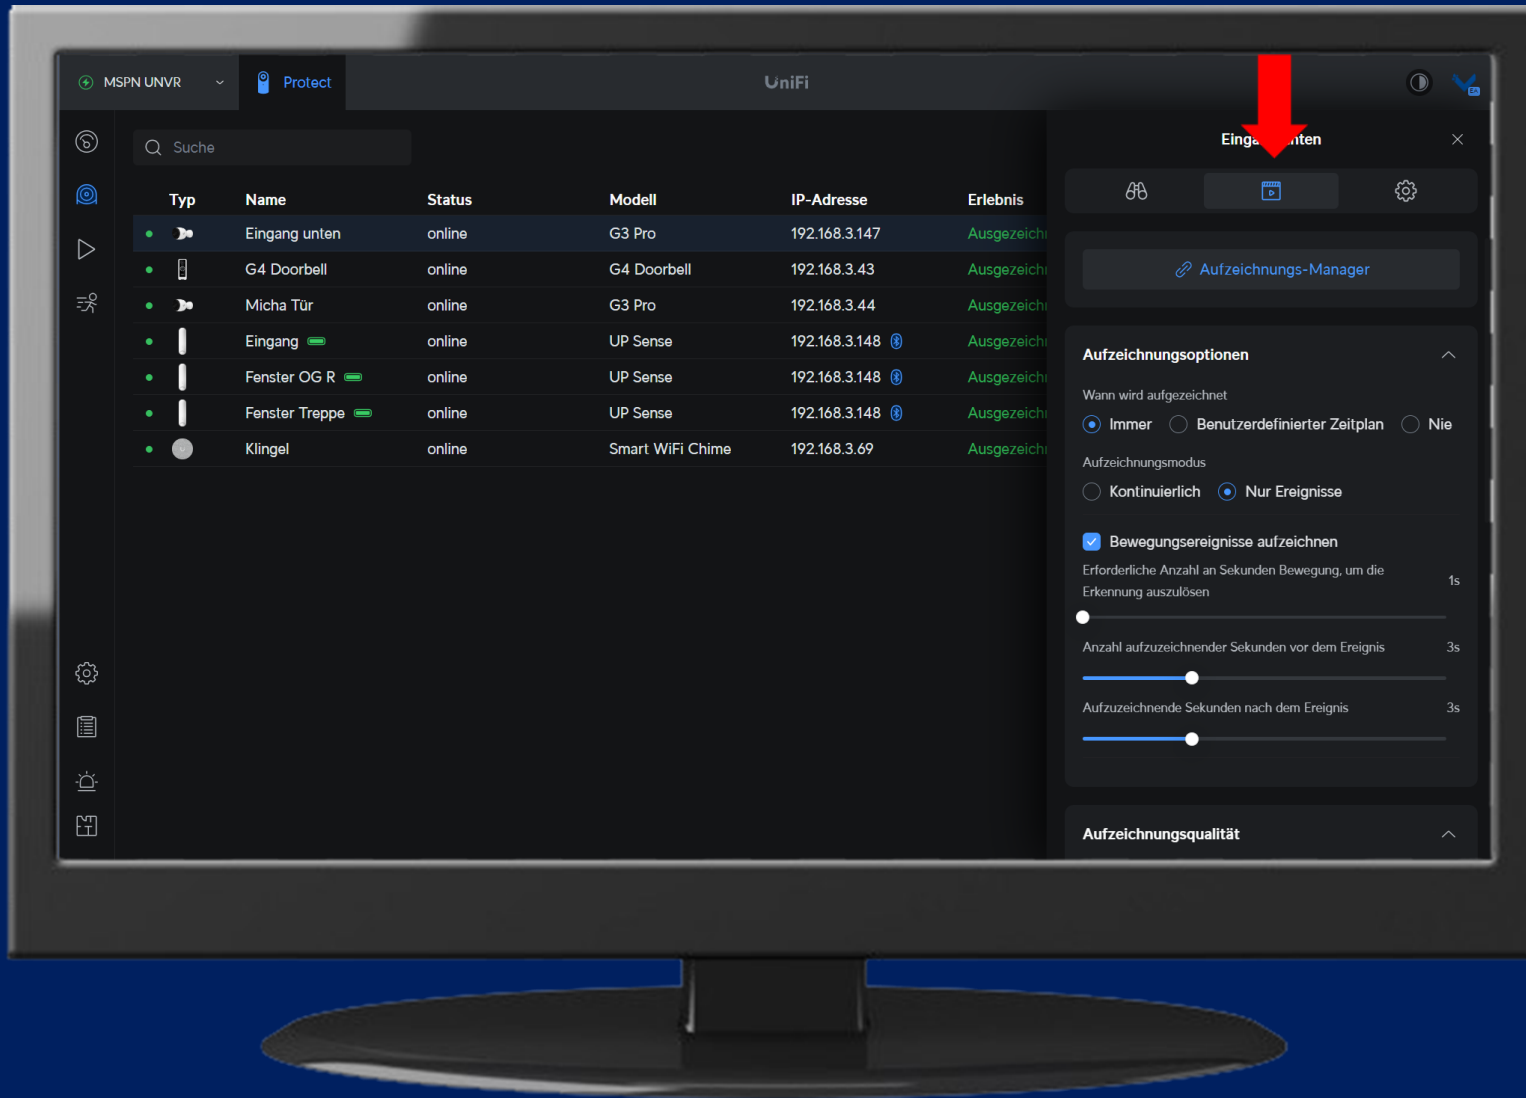 MSPN UNVR
Protect
UniFi
EA
Suche
Typ Name Status Modell IP-Adresse Erlebnis
Eingang unten online G3 Pro 192.168.3.147
G4 Doorbell online G4 Doorbell 192.168.3.43
Micha Tür online G3 Pro 192.168.3.44
Eingang online UP Sense 192.168.3.148
Fenster OG R online UP Sense 192.168.3.148
Fenster Treppe online UP Sense 192.168.3.148
Klingel online Smart WiFi Chime 192.168.3.69
Aufzeichnungs-Manager
Aufzeichnungsoptionen
Wann wird aufgezeichnet
Immer Benutzerdefinierter Zeitplan Nie
Aufzeichnungsmodus
Kontinuierlich Nur Ereignisse
Bewegungsereignisse aufzeichnen
Erforderliche Anzahl an Sekunden Bewegung, um die
Erkennung auszulösen 1s
Anzahl aufzuzeichnender Sekunden vor dem Ereignis 3s
Aufzuzeichnende Sekunden nach dem Ereignis 3s
Aufzeichnungsqualität